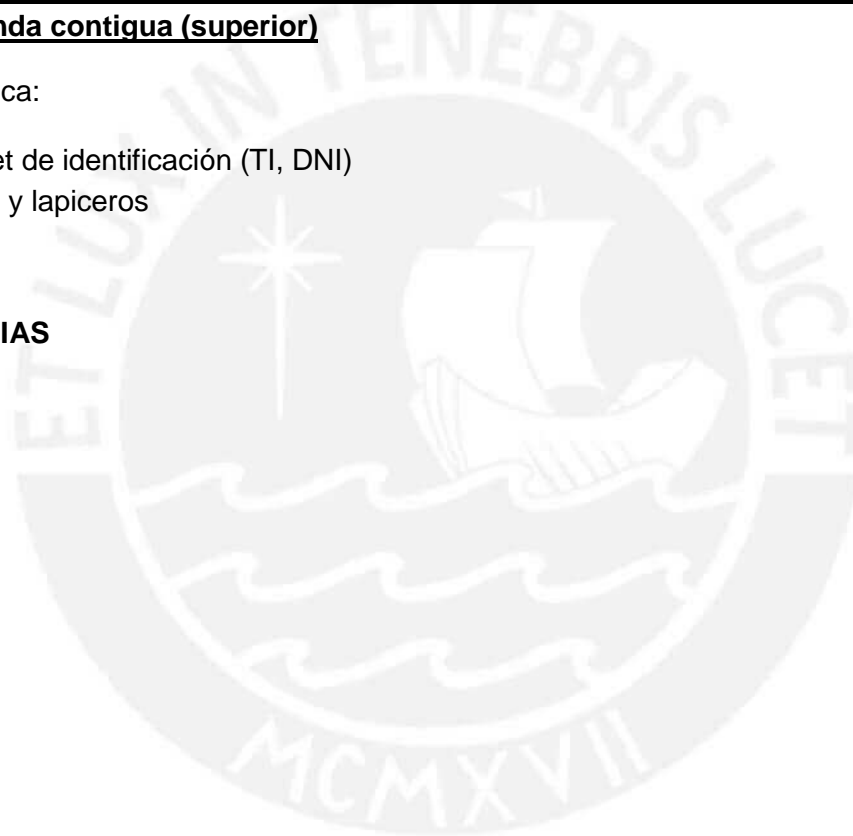 nda contigua (superior)
ca:
et de identificación (TI, DNI)
y lapiceros
IAS
ET LUX IN TENEBRIS LUCET
MCMXVII